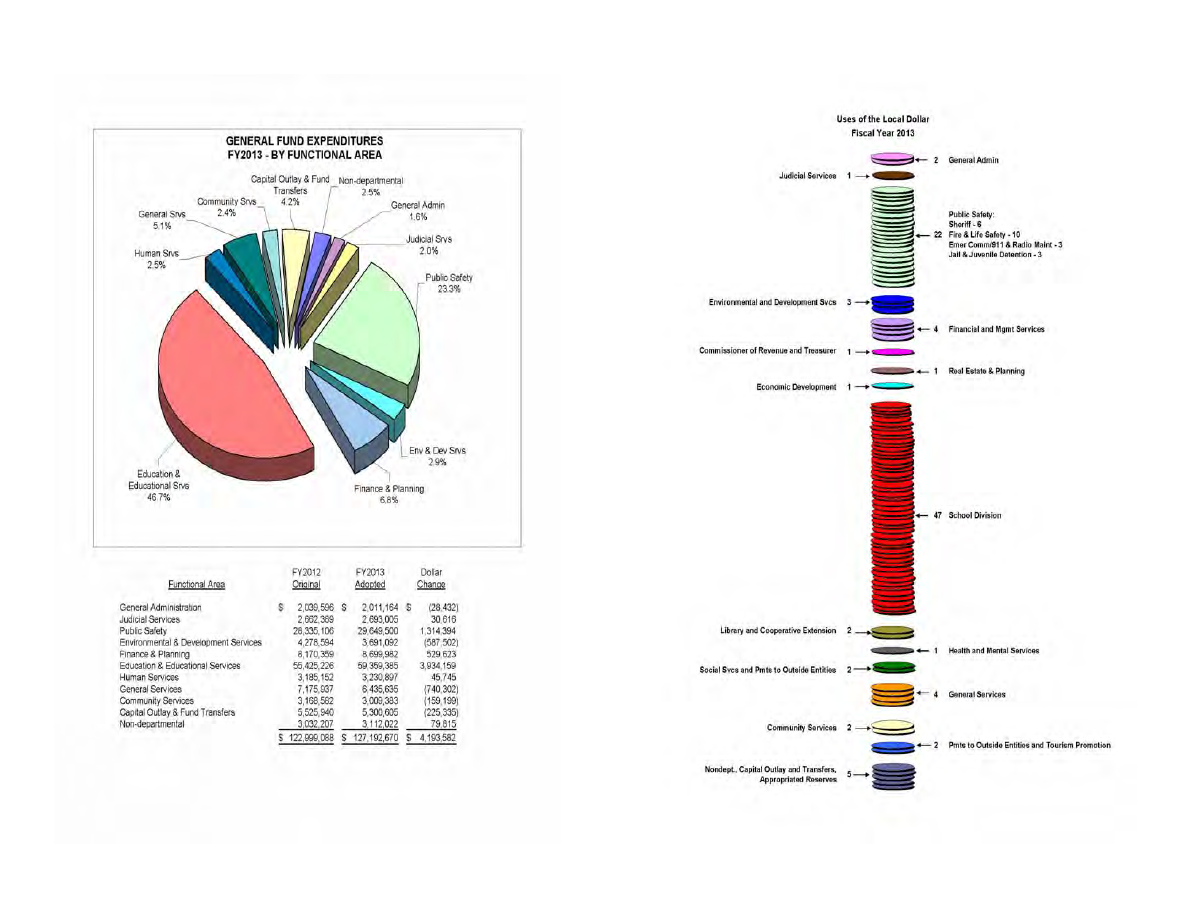 GENERAL FUND EXPENDITURES
FY2013 - BY FUNCTIONAL AREA
Capital Outlay & Fund
Transfers
4.2%
Non-departmental
2.5%
Community Srvs
2.4%
General Admin
1.6%
General Srvs
5.1%
Judicial Srvs
2.0%
Human Srvs
2.5%
Public Safety
23.3%
Env & Dev Srvs
2.9%
Education &
Educational Srvs
46.7%
Finance & Planning
6.8%
FY2012 FY2013 Dollar
Functional Area Original Adopted Change
General Administration $ 2,039,596 $ 2,011,164 $ (28,432)
Judicial Services 2,662,389 2,693,005 30,616
Public Safety 28,335,106 29,649,500 1,314,394
Environmental & Development Services 4,278,594 3,691,092 (587,502)
Finance & Planning 8,170,359 8,699,982 529,623
Education & Educational Services 55,425,226 59,359,385 3,934,159
Human Services 3,185,152 3,230,897 45,745
General Services 7,175,937 6,435,635 (740,302)
Community Services 3,168,582 3,009,383 (159,199)
Capital Outlay & Fund Transfers 5,525,940 5,300,605 (225,335)
Non-departmental 3,032,207 3,112,022 79,815
$ 122,999,088 $ 127,192,670 $ 4,193,582
Uses of the Local Dollar
Fiscal Year 2013
2 General Admin
Judicial Services 1
Public Safety:
Sheriff - 6
22 Fire & Life Safety - 10
Emer Comm/911 & Radio Maint - 3
Jail & Juvenile Detention - 3
Environmental and Development Svcs 3
4 Financial and Mgmt Services
Commissioner of Revenue and Treasurer 1
1 Real Estate & Planning
Economic Development 1
47 School Division
Library and Cooperative Extension 2
1 Health and Mental Services
Social Svcs and Pmts to Outside Entities 2
4 General Services
Community Services 2
2 Pmts to Outside Entities and Tourism Promotion
Nondept., Capital Outlay and Transfers, 5
Appropriated Reserves